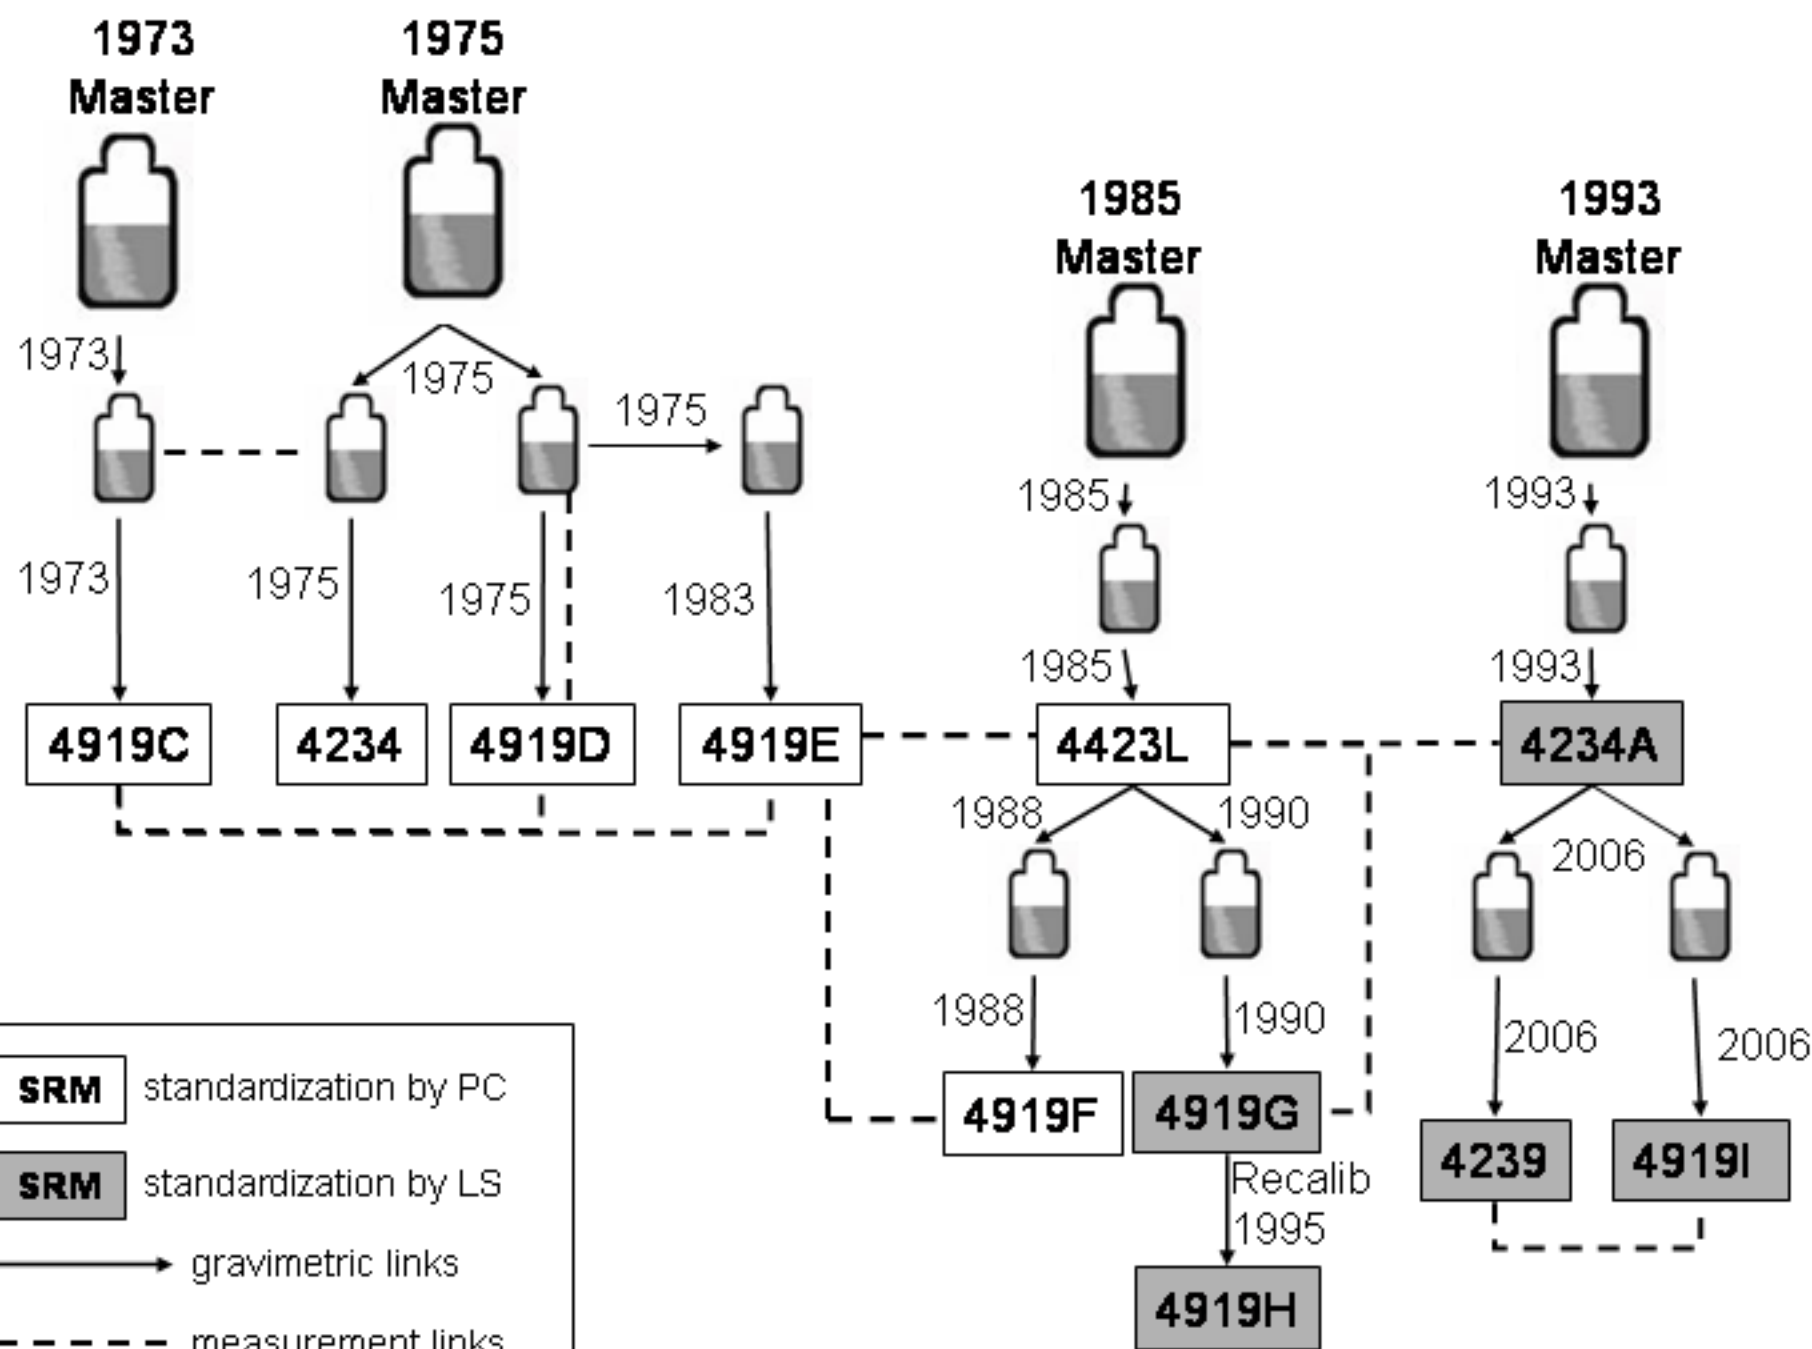 1973
Master
1975
Master
1985
Master
1993
Master
1973
1975
1975
1985
1993
1973
1975
1975
1983
1985
1993
4919C
4234
4919D
4919E
4423L
4234A
1988
1990
2006
1988
1990
2006
2006
4919F
4919G
4239
4919I
Recalib
1995
4919H
SRM standardization by PC
SRM standardization by LS
gravimetric links
measurement links